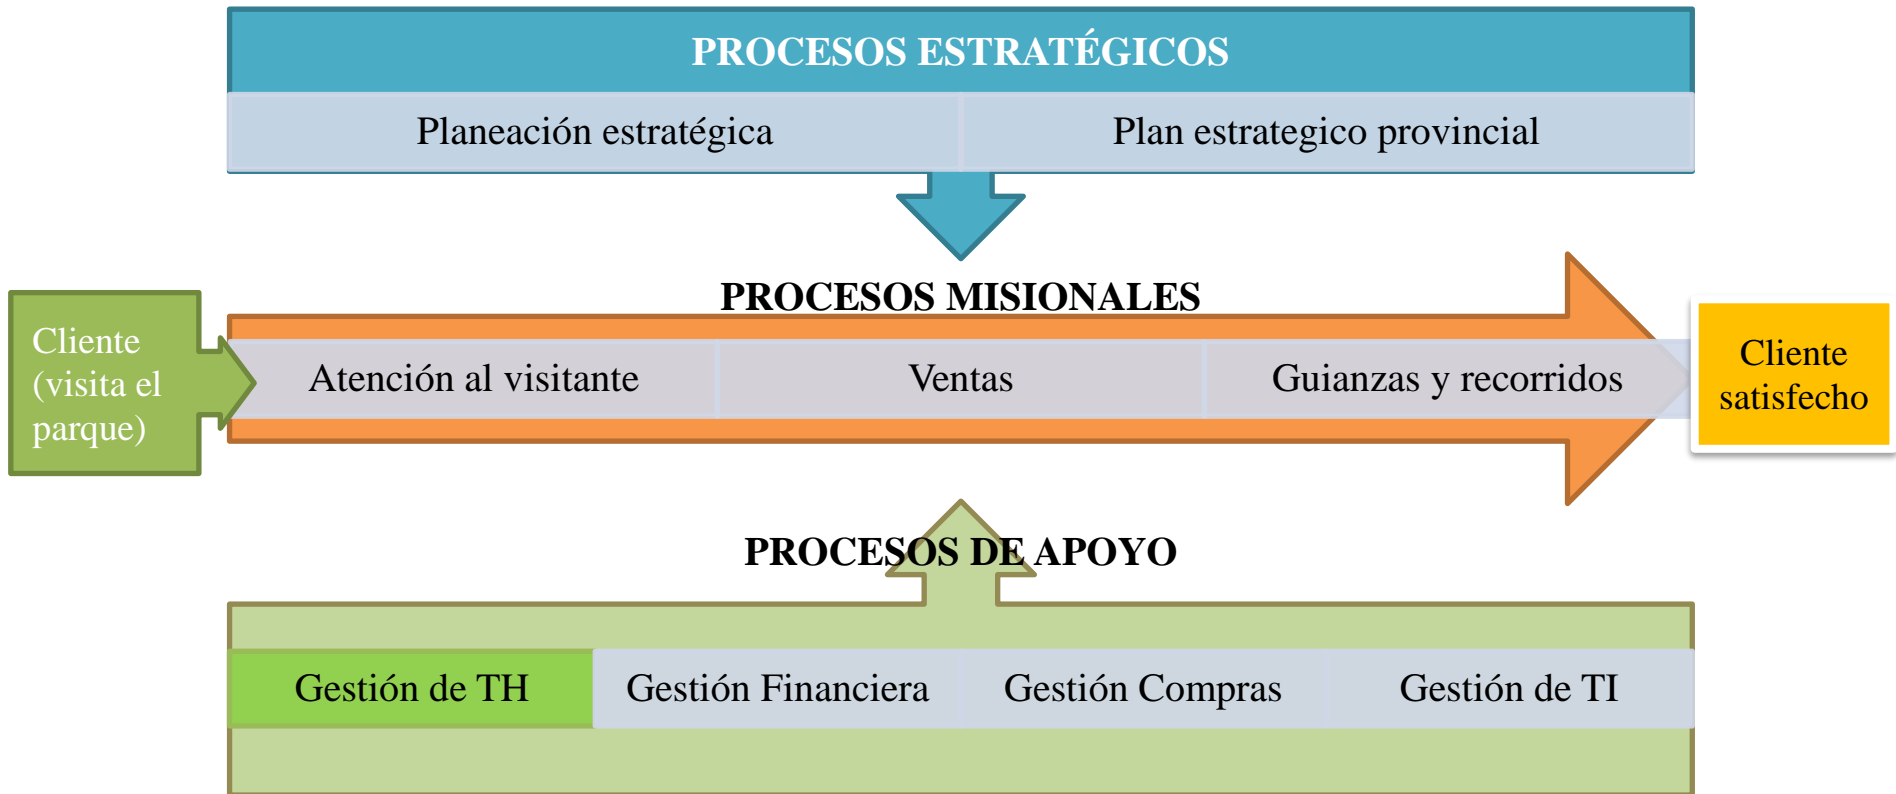 PROCESOS ESTRATÉGICOS
Planeación estratégica
Plan estrategico provincial
PROCESOS MISIONALES
Cliente
(visita el
parque)
Atención al visitante
Ventas
Guianzas y recorridos
Cliente
satisfecho
PROCESOS DE APOYO
Gestión de TH
Gestión Financiera
Gestión Compras
Gestión de TI